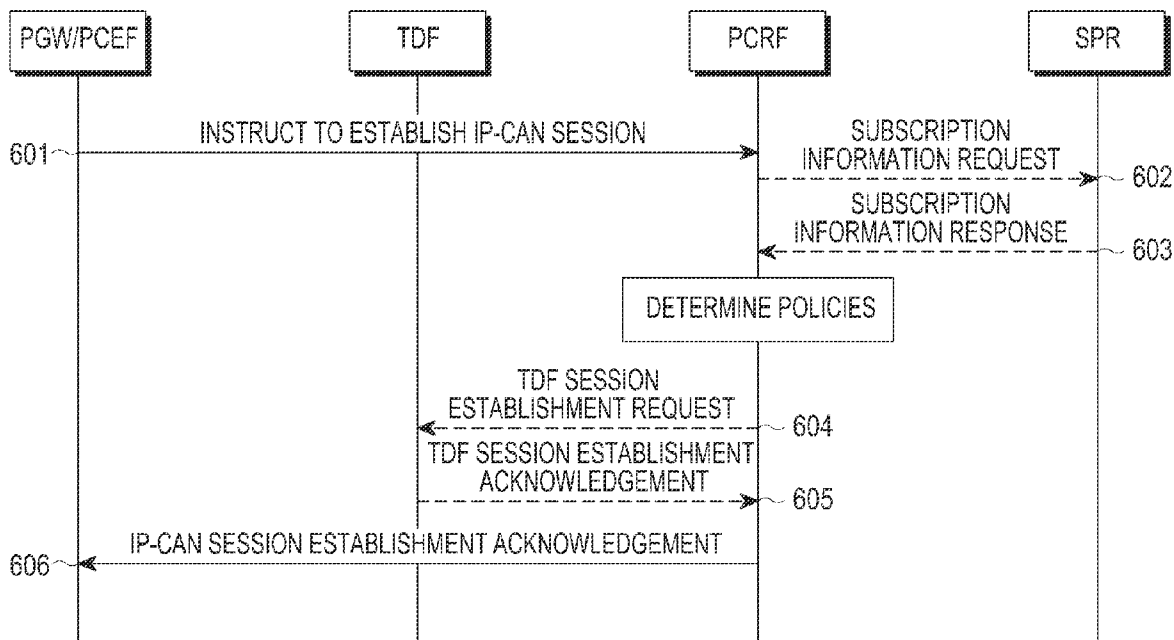 PGW/PCEF
TDF
PCRF
SPR
INSTRUCT TO ESTABLISH IP-CAN SESSION
601
SUBSCRIPTION
INFORMATION REQUEST
602
SUBSCRIPTION
INFORMATION RESPONSE
603
DETERMINE POLICIES
TDF SESSION
ESTABLISHMENT REQUEST
604
TDF SESSION ESTABLISHMENT
ACKNOWLEDGEMENT
605
IP-CAN SESSION ESTABLISHMENT ACKNOWLEDGEMENT
606